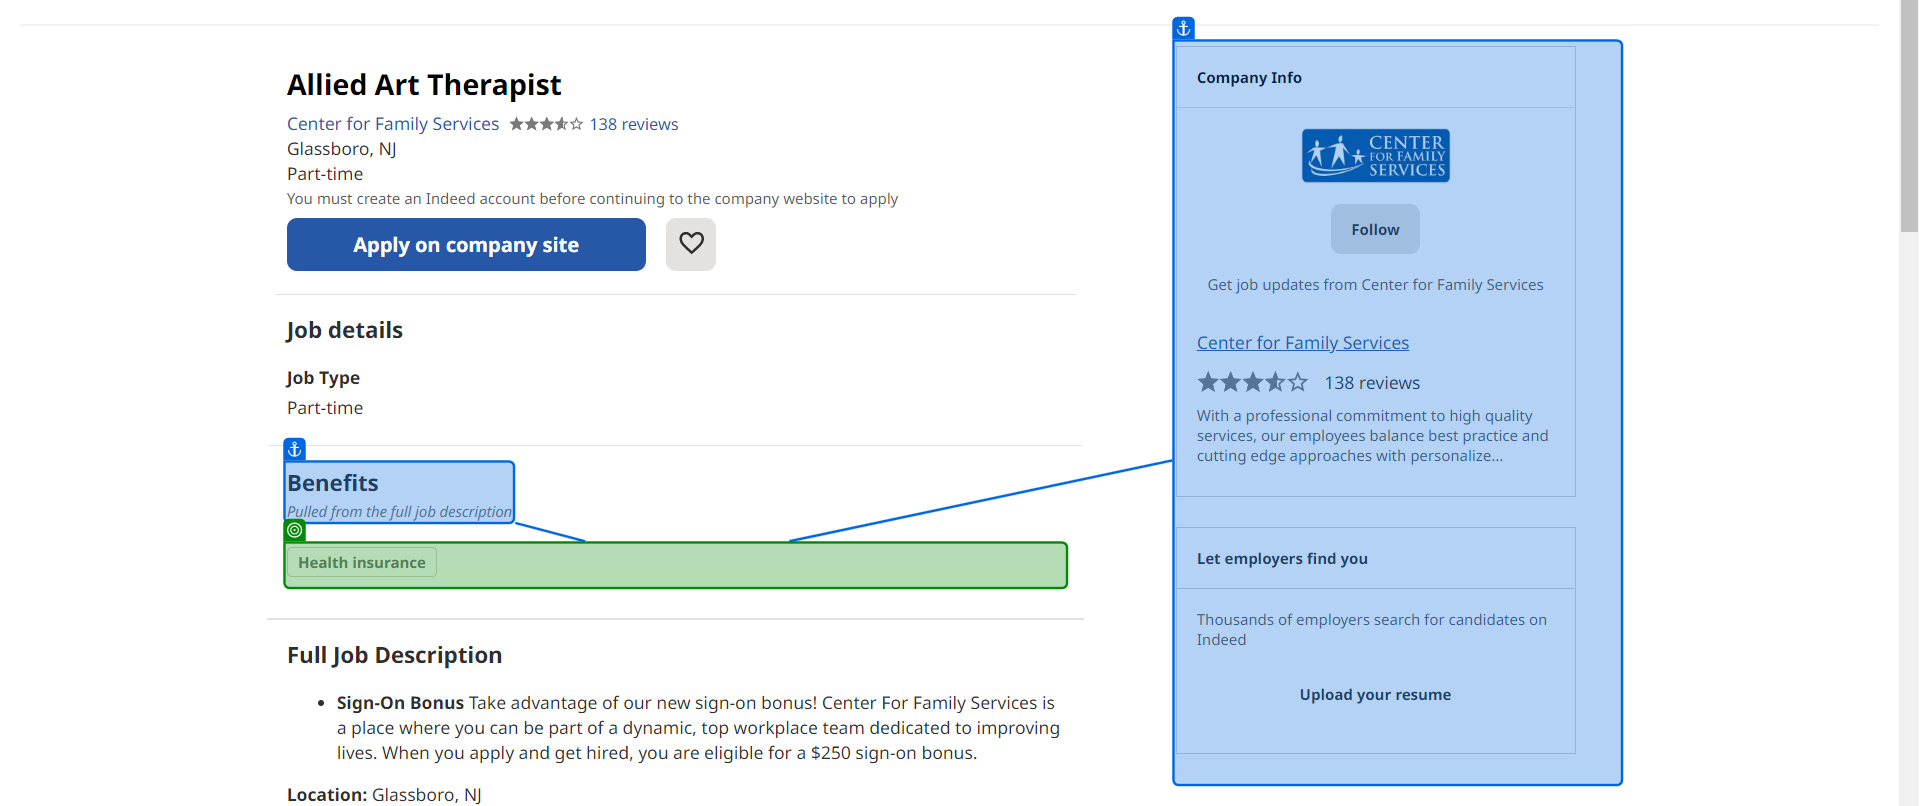 Allied Art Therapist
Center for Family Services 138 reviews
Glassboro, NJ
Part-time
You must create an Indeed account before continuing to the company website to apply
Apply on company site
Job details
Job Type
Part-time
Benefits
Pulled from the full job description
Health insurance
Full Job Description
Sign-On Bonus Take advantage of our new sign-on bonus! Center For Family Services is
a place where you can be part of a dynamic, top workplace team dedicated to improving
lives. When you apply and get hired, you are eligible for a $250 sign-on bonus.
Location: Glassboro, NJ
Company Info
CENTER
FOR FAMILY
SERVICES
Follow
Get job updates from Center for Family Services
Center for Family Services
138 reviews
With a professional commitment to high quality
services, our employees balance best practice and
cutting edge approaches with personalize...
Let employers find you
Thousands of employers search for candidates on
Indeed
Upload your resume